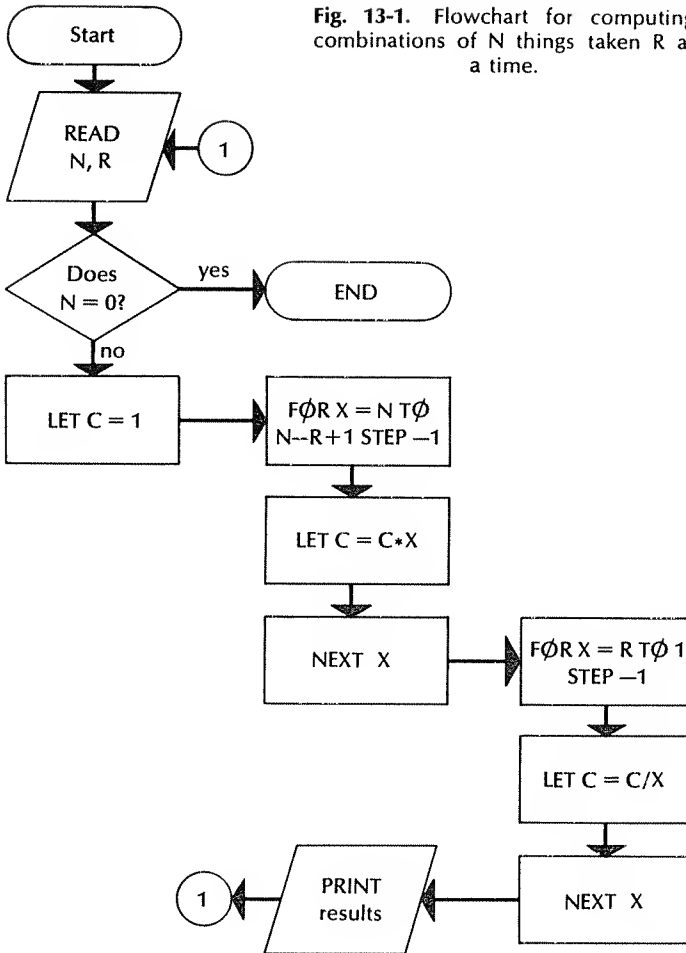 Fig. 13-1. Flowchart for computing
combinations of N things taken R a
a time.
Start
READ
N, R
1
Does
N = 0?
yes
END
no
LET C = 1
FØR X = N TØ
N--R+1 STEP −1
LET C = C*X
NEXT X
FØR X = R TØ 1
STEP −1
LET C = C/X
NEXT X
PRINT
results
1